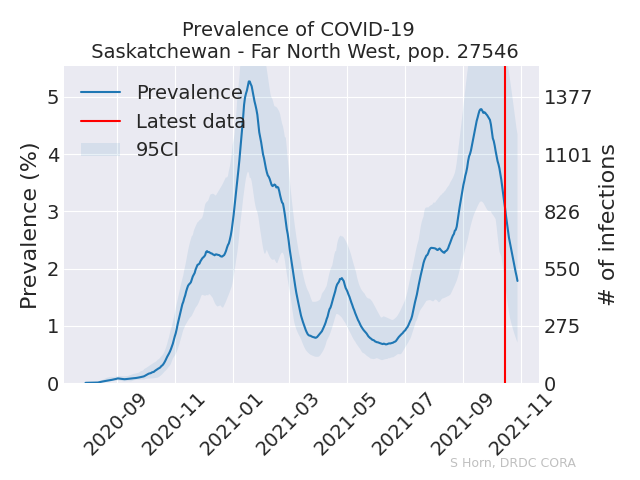 Prevalence of COVID-19
Saskatchewan - Far North West, pop. 27546
Prevalence
Latest data
95CI
Prevalence (%)
5
4
3
2
1
0
1377
1101
826
550
275
0
# of infections
2020-09
2020-11
2021-01
2021-03
2021-05
2021-07
2021-09
2021-11
S Horn, DRDC CORA